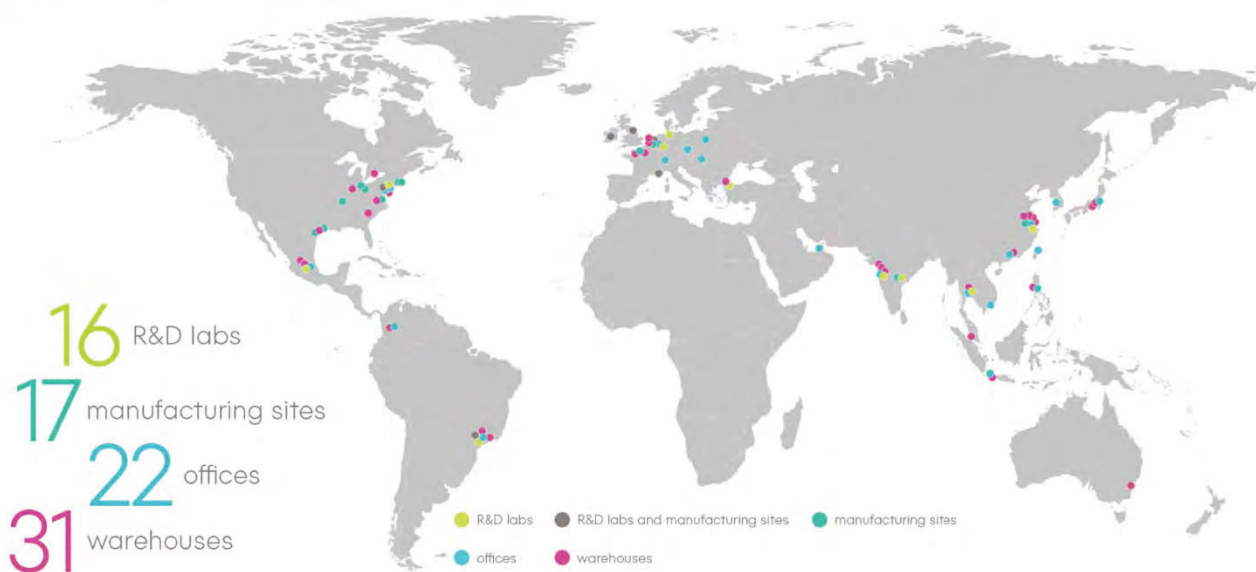 16 R&D labs
17 manufacturing sites
22 offices
31 warehouses
R&D labs R&D labs and manufacturing sites manufacturing sites
offices warehouses